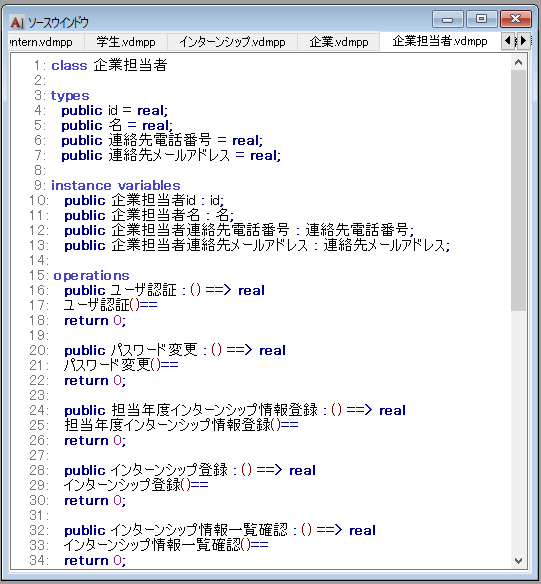 ソースウインドウ
ntern.vdmpp 学生.vdmpp インターンシップ.vdmpp 企業.vdmpp 企業担当者.vdmpp
1: class 企業担当者
2:
3: types
4: public id = real;
5: public 名 = real;
6: public 連絡先電話番号 = real;
7: public 連絡先メールアドレス = real;
8:
9: instance variables
10: public 企業担当者id : id;
11: public 企業担当者名 : 名;
12: public 企業担当者連絡先電話番号 : 連絡先電話番号;
13: public 企業担当者連絡先メールアドレス : 連絡先メールアドレス;
14:
15: operations
16: public ユーザ認証 : () ==> real
17: ユーザ認証()==
18: return 0;
19:
20: public パスワード変更 : () ==> real
21: パスワード変更()==
22: return 0;
23:
24: public 担当年度インターンシップ情報登録 : () ==> real
25: 担当年度インターンシップ情報登録()==
26: return 0;
27:
28: public インターンシップ登録 : () ==> real
29: インターンシップ登録()==
30: return 0;
31:
32: public インターンシップ情報一覧確認 : () ==> real
33: インターンシップ情報一覧確認()==
34: return 0;